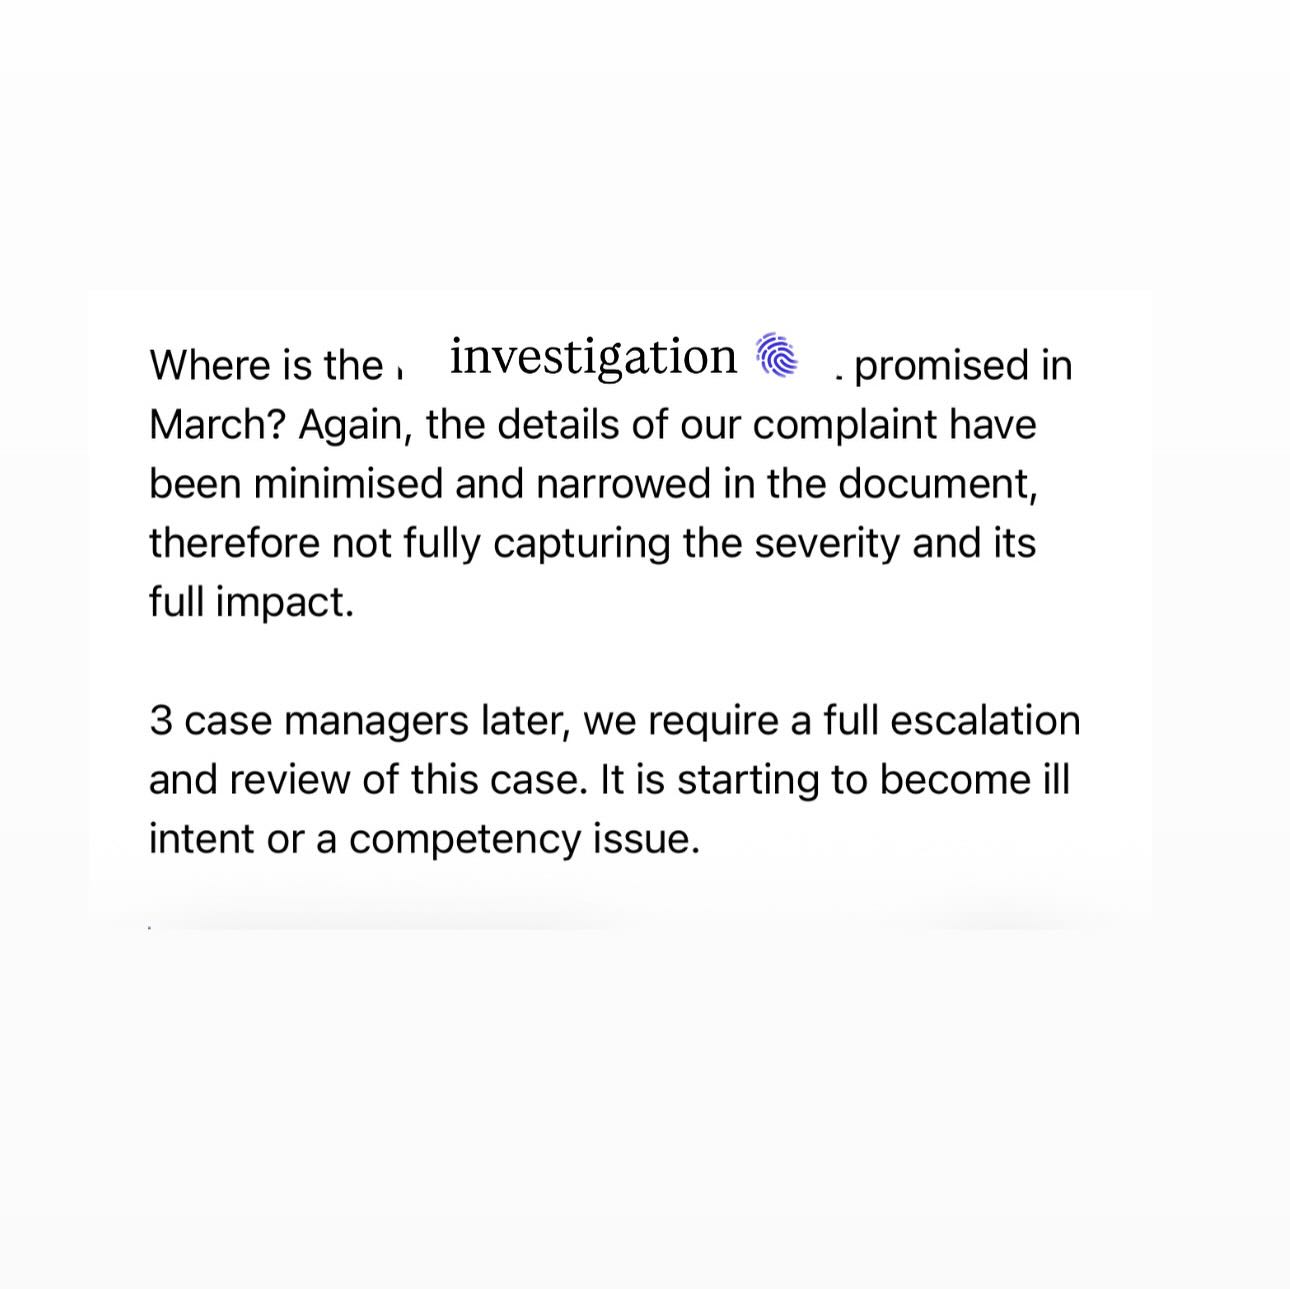 Where is the investigation . promised in
March? Again, the details of our complaint have
been minimised and narrowed in the document,
therefore not fully capturing the severity and its
full impact.
3 case managers later, we require a full escalation
and review of this case. It is starting to become ill
intent or a competency issue.